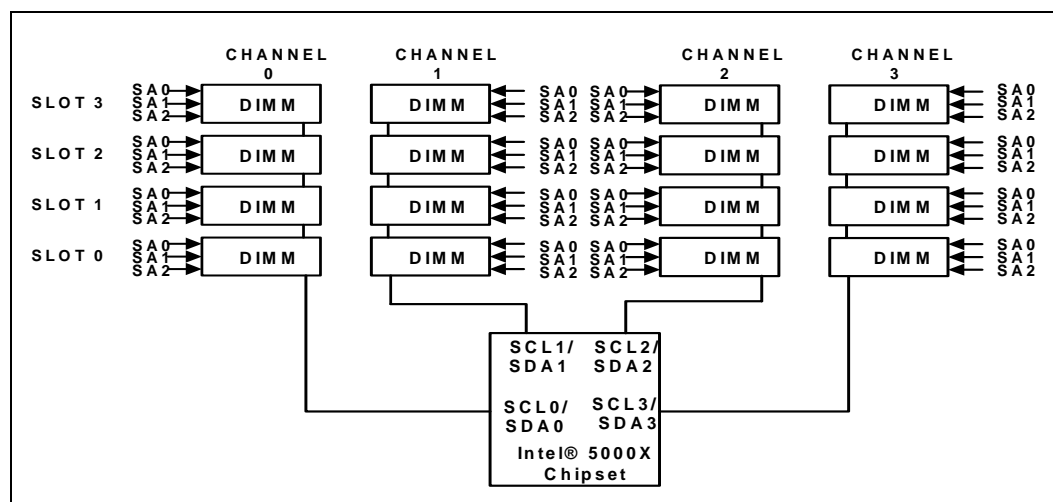 CHANNEL 0 CHANNEL 1 CHANNEL 2 CHANNEL 3
SLOT 3
SA0 SA1 SA2 DIMM
DIMM SA0 SA1 SA2
SA0 SA1 SA2 DIMM
DIMM SA0 SA1 SA2
SLOT 2
SA0 SA1 SA2 DIMM
DIMM SA0 SA1 SA2
SA0 SA1 SA2 DIMM
DIMM SA0 SA1 SA2
SLOT 1
SA0 SA1 SA2 DIMM
DIMM SA0 SA1 SA2
SA0 SA1 SA2 DIMM
DIMM SA0 SA1 SA2
SLOT 0
SA0 SA1 SA2 DIMM
DIMM SA0 SA1 SA2
SA0 SA1 SA2 DIMM
DIMM SA0 SA1 SA2
SCL1/ SCL2/
SDA1 SDA2
SCL0/ SCL3/
SDA0 SDA3
Intel® 5000X
Chipset